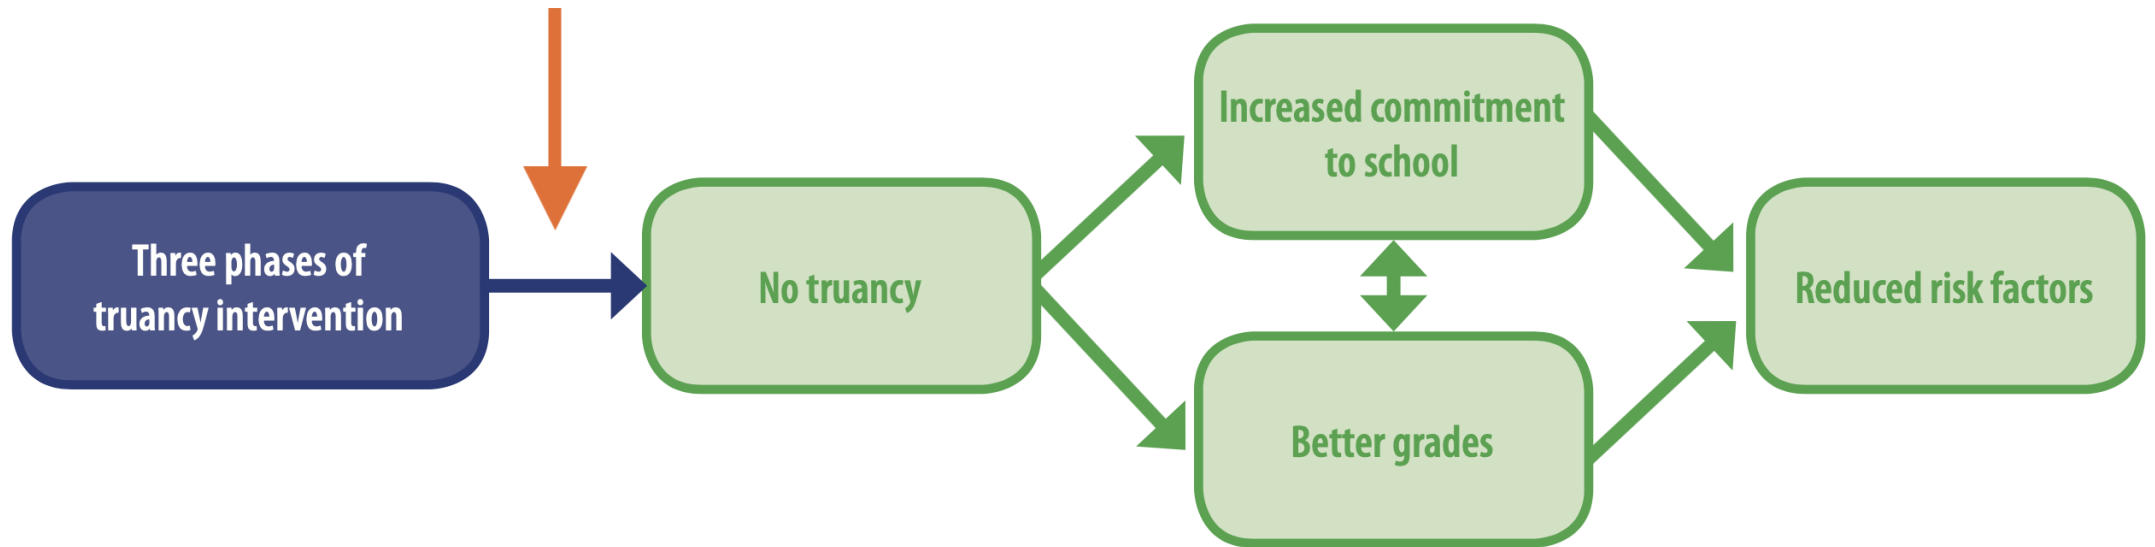 Three phases of
truancy intervention
No truancy
Increased commitment
to school
Better grades
Reduced risk factors